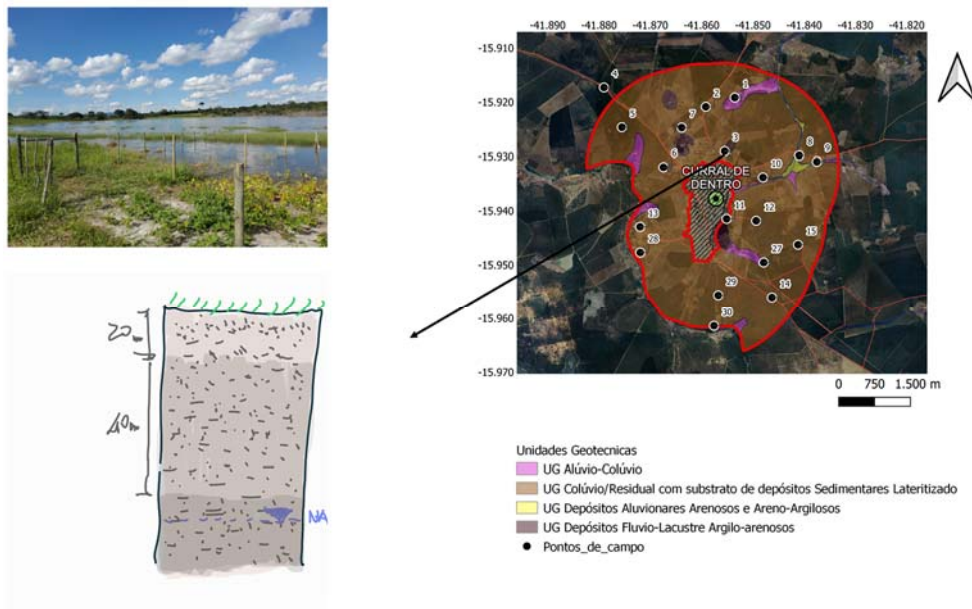 -41.880 -41.870 -41.860 -41.850 -41.840 -41.830 -41.820
-15.910
-15.920
-15.930
-15.940
-15.950
-15.960
-15.970
4
1
2
5
7
3
8
9
6
10
CURRAL DE
DENTRO
11
12
13
28
15
27
29
14
30
0 750 1.500 m
20m
40m
NA
Unidades Geotecnicas
UG Alúvio-Colúvio
UG Colúvio/Residual com substrato de depósitos Sedimentares Lateritizado
UG Depósitos Aluvionares Arenosos e Areno-Argilosos
UG Depósitos Fluvio-Lacustre Argilo-arenosos
Pontos_de_campo